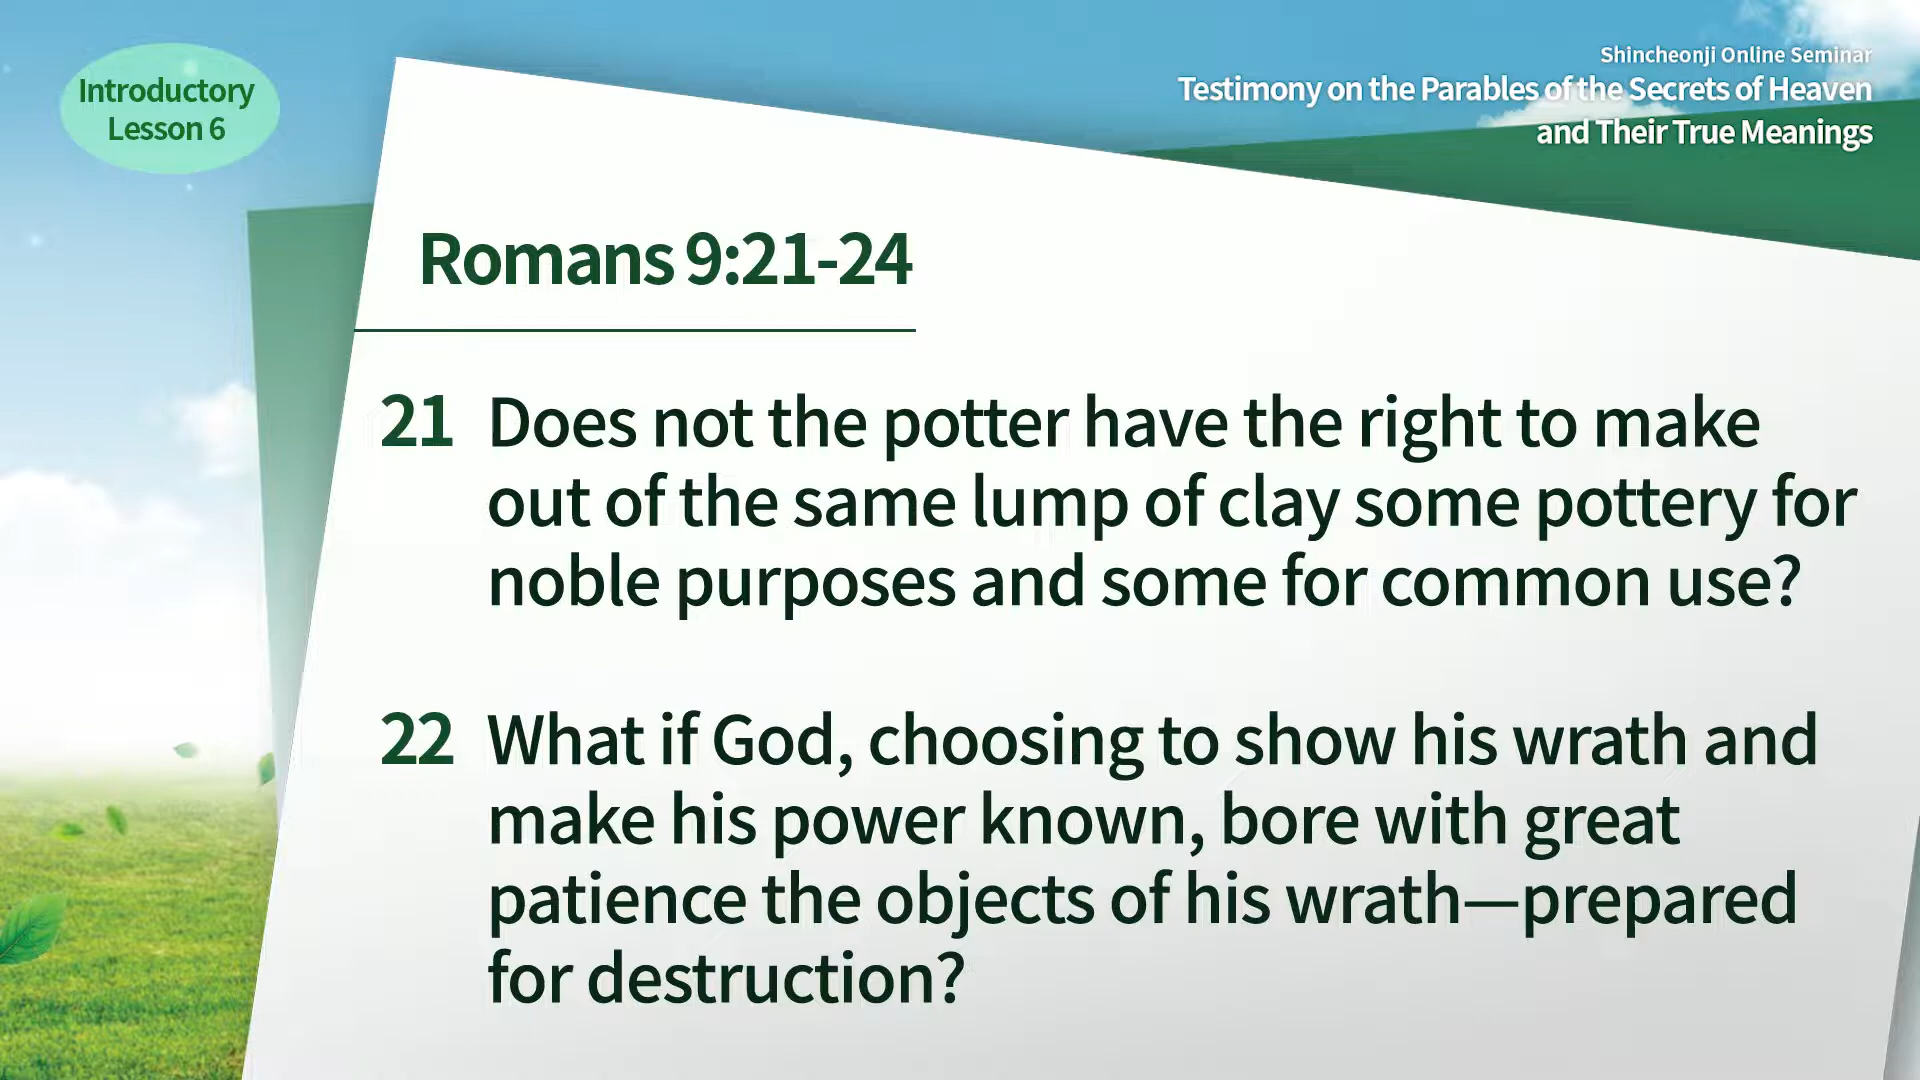 Introductory
Lesson 6
Shincheonji Online Seminar
Testimony on the Parables of the Secrets of Heaven
and Their True Meanings
Romans 9:21-24
21 Does not the potter have the right to make
out of the same lump of clay some pottery for
noble purposes and some for common use?
22 What if God, choosing to show his wrath and
make his power known, bore with great
patience the objects of his wrath—prepared
for destruction?